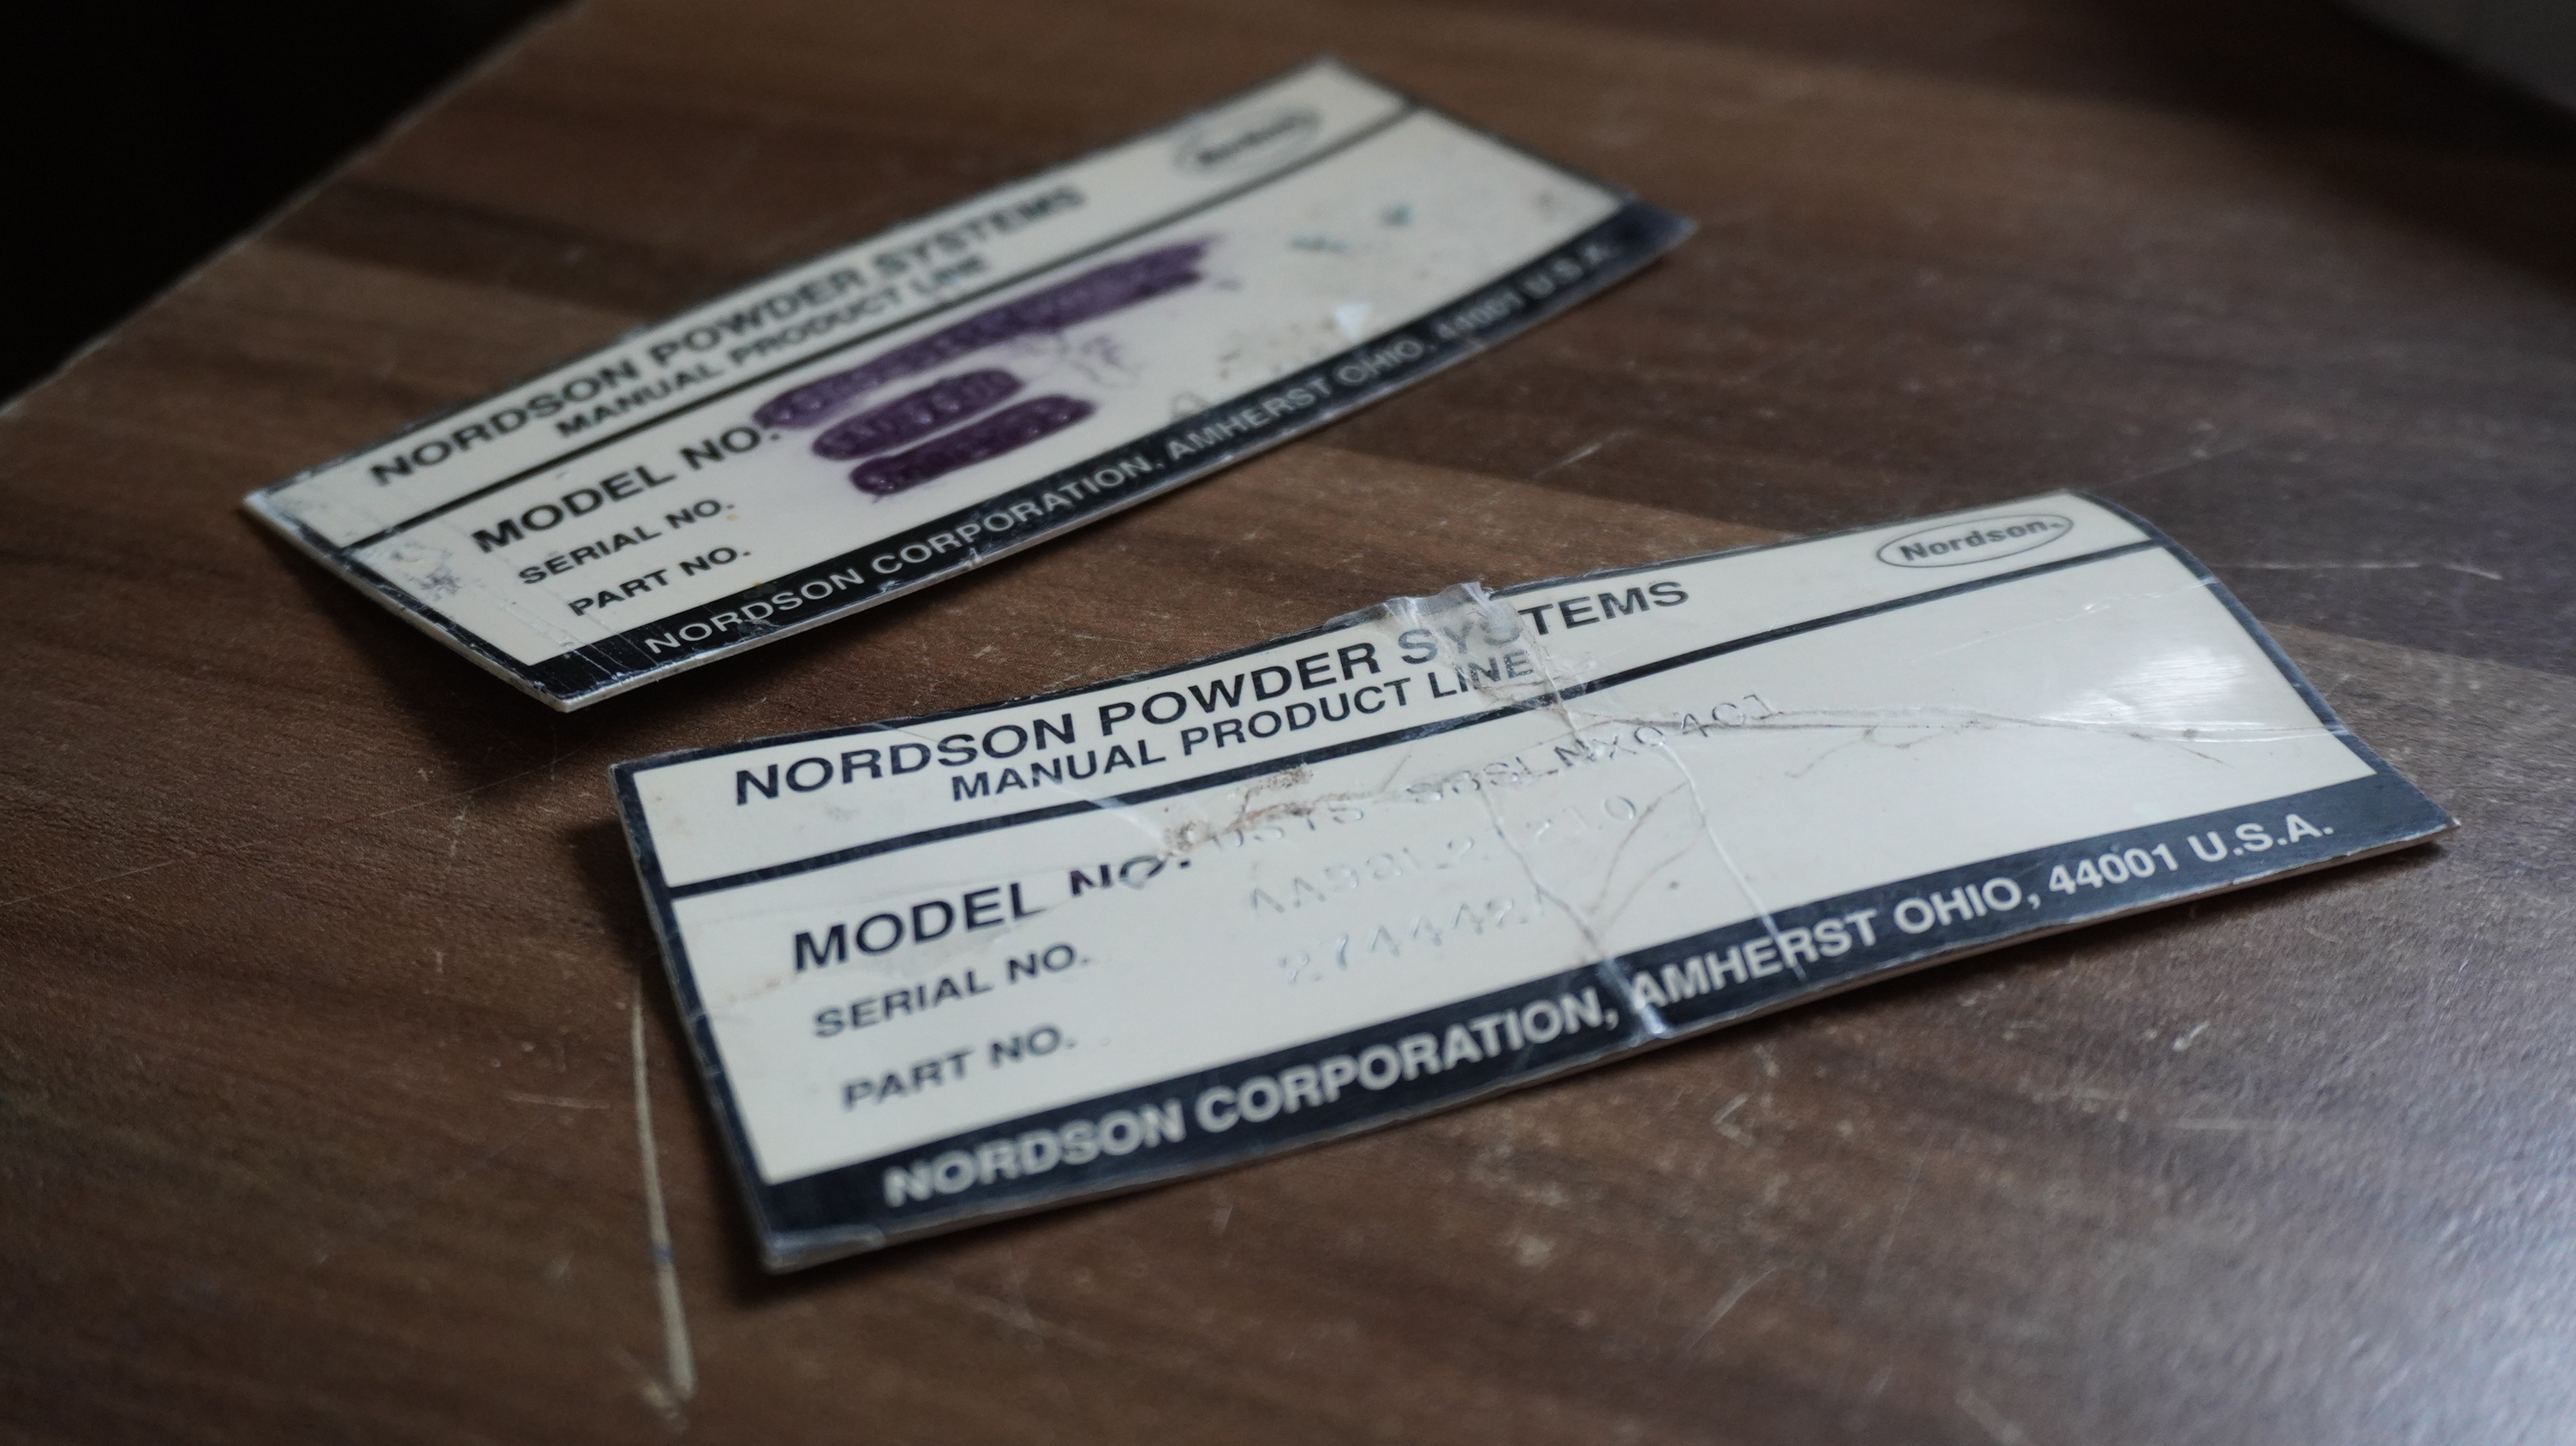 Nordson
NORDSON POWDER SYSTEMS
MANUAL PRODUCT LINE
MODEL NO.
SERIAL NO.
PART NO.
NORDSON CORPORATION, AMHERST OHIO, 44001 U.S.A.
Nordson
NORDSON POWDER SYSTEMS
MANUAL PRODUCT LINE
MODEL NO.
SERIAL NO.
PART NO.
NORDSON CORPORATION, AMHERST OHIO, 44001 U.S.A.